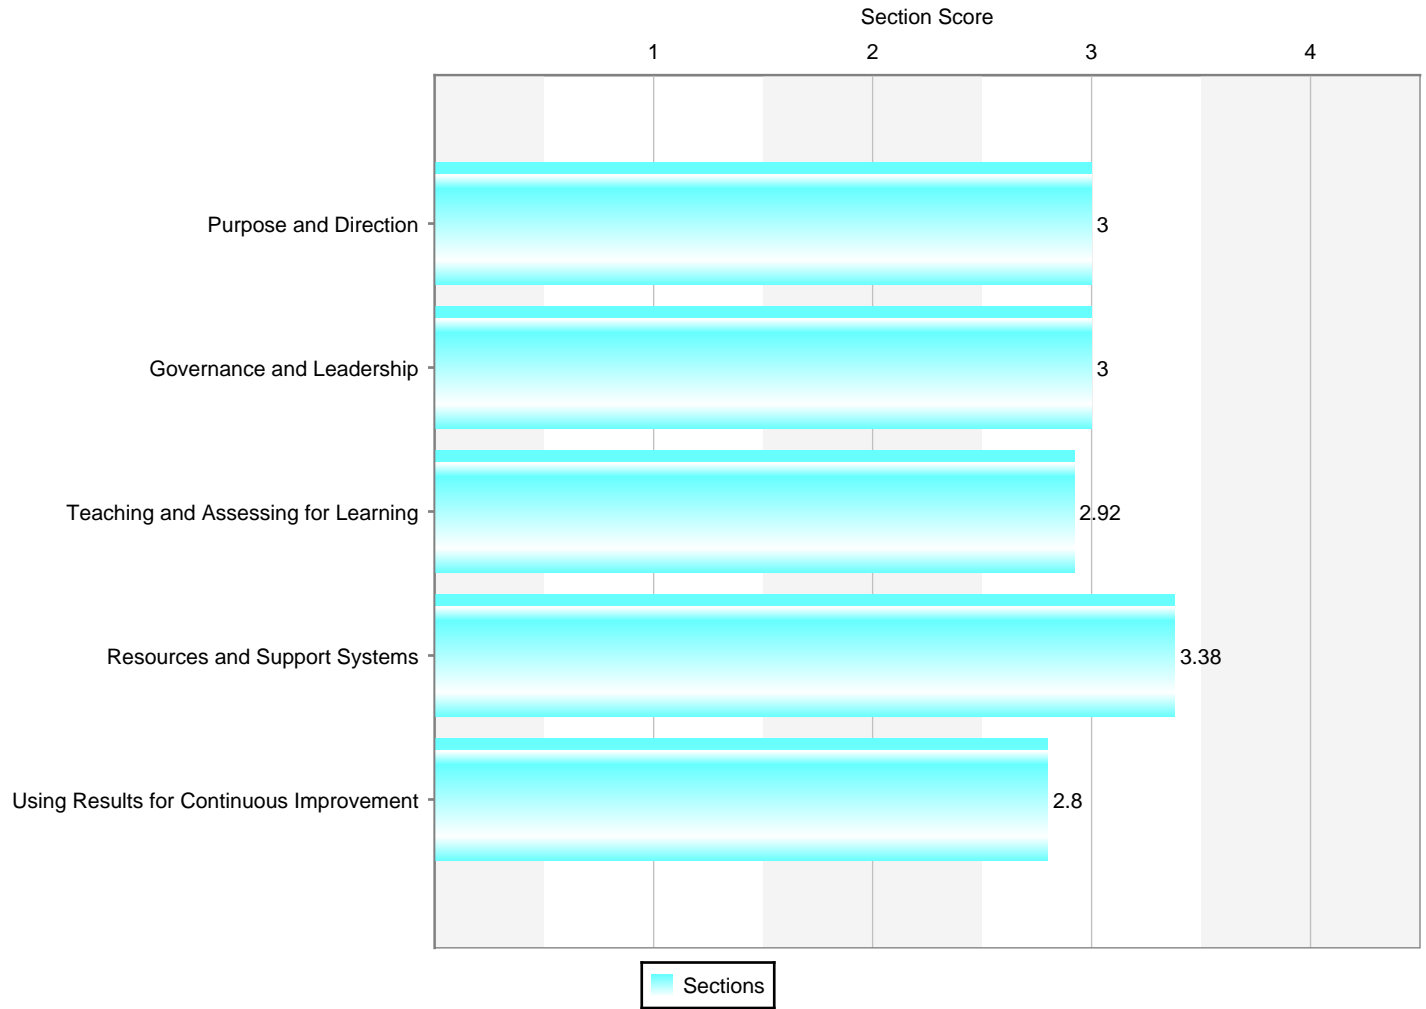 Section Score
1 2 3 4
Purpose and Direction 3
Governance and Leadership 3
Teaching and Assessing for Learning 2.92
Resources and Support Systems 3.38
Using Results for Continuous Improvement 2.8
Sections